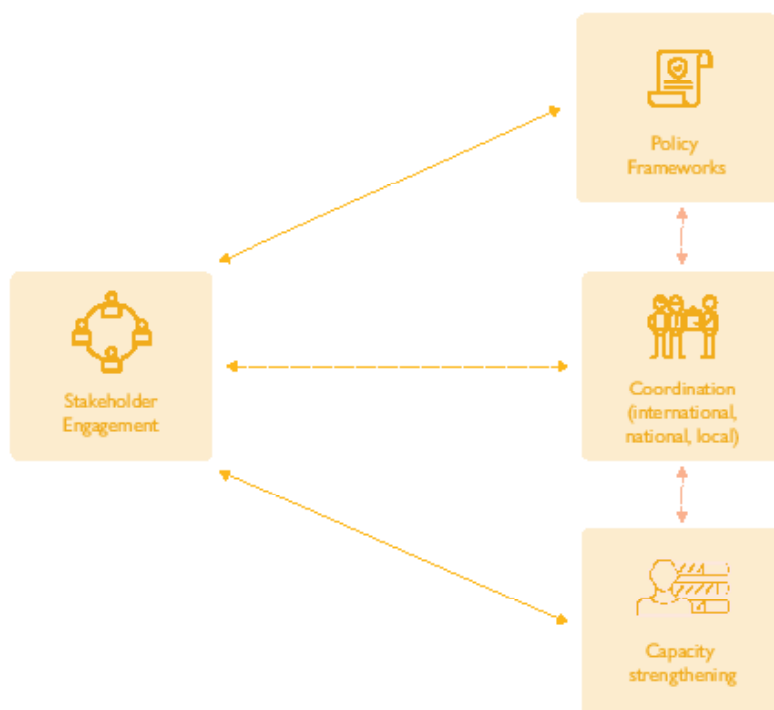 Policy
Frameworks
Stakeholder
Engagement
Coordination
(international,
national, local)
Capacity
strengthening